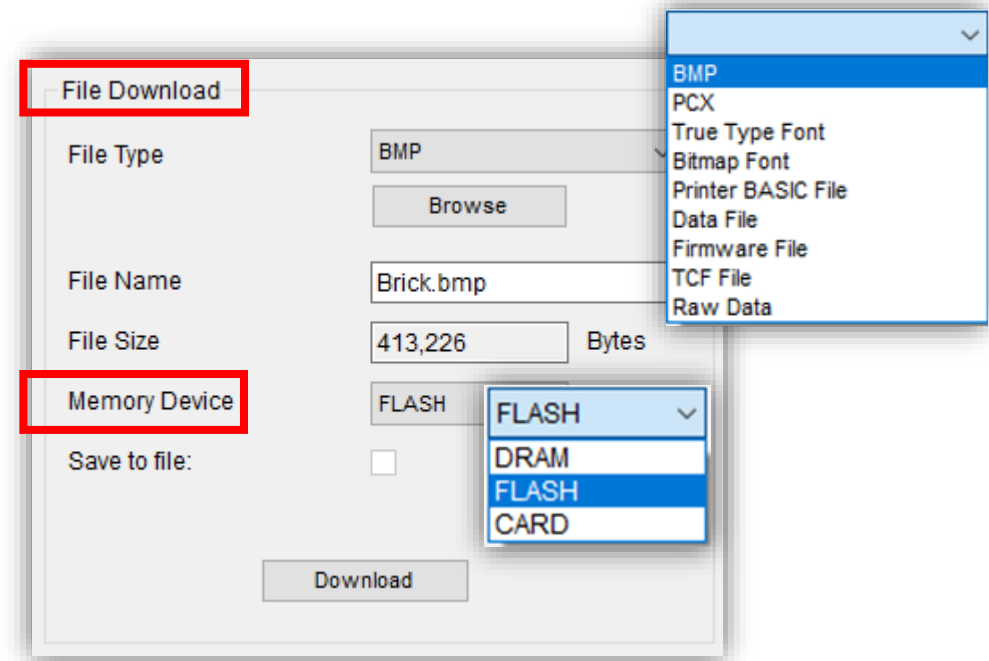 File Download
File Type
BMP
Browse
File Name
Brick.bmp
File Size
413,226
Bytes
Memory Device
FLASH
Save to file:
Download
BMP
PCX
True Type Font
Bitmap Font
Printer BASIC File
Data File
Firmware File
TCF File
Raw Data
FLASH
DRAM
FLASH
CARD